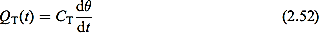 Q_T(t) = C_T dθ/dt (2.52)